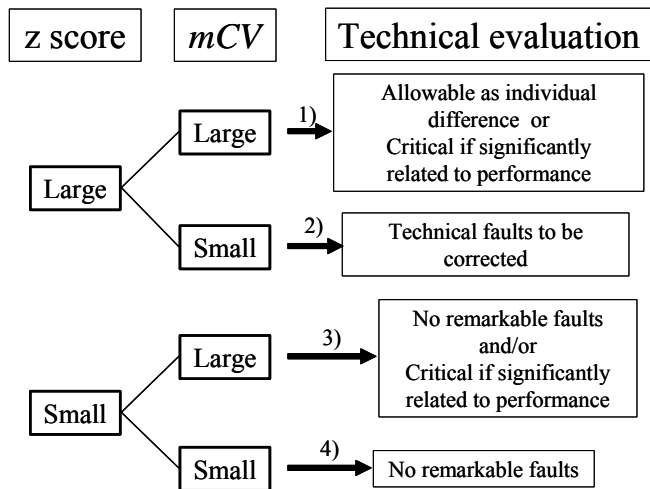 z score
mCV
Technical evaluation
Large
Large
1)
Allowable as individual
difference or
Critical if significantly
related to performance
Small
2)
Technical faults to be
corrected
Small
Large
3)
No remarkable faults
and/or
Critical if significantly
related to performance
Small
4)
No remarkable faults